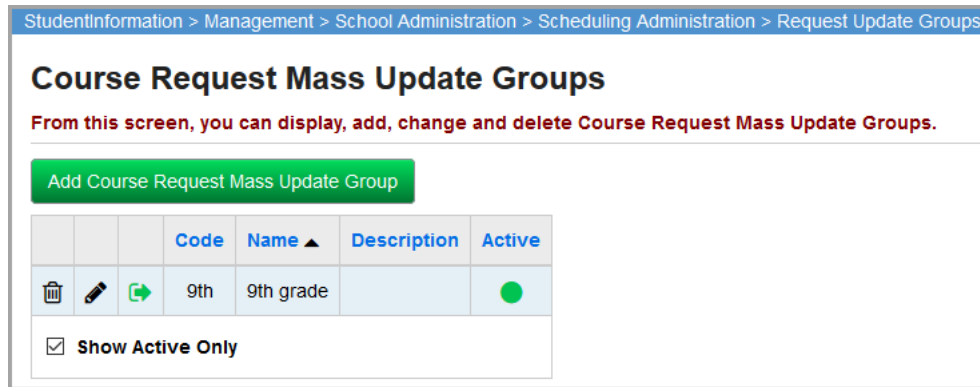 StudentInformation > Management > School Administration > Scheduling Administration > Request Update Groups
Course Request Mass Update Groups
From this screen, you can display, add, change and delete Course Request Mass Update Groups.
Add Course Request Mass Update Group
Code Name Description Active
9th 9th grade
Show Active Only